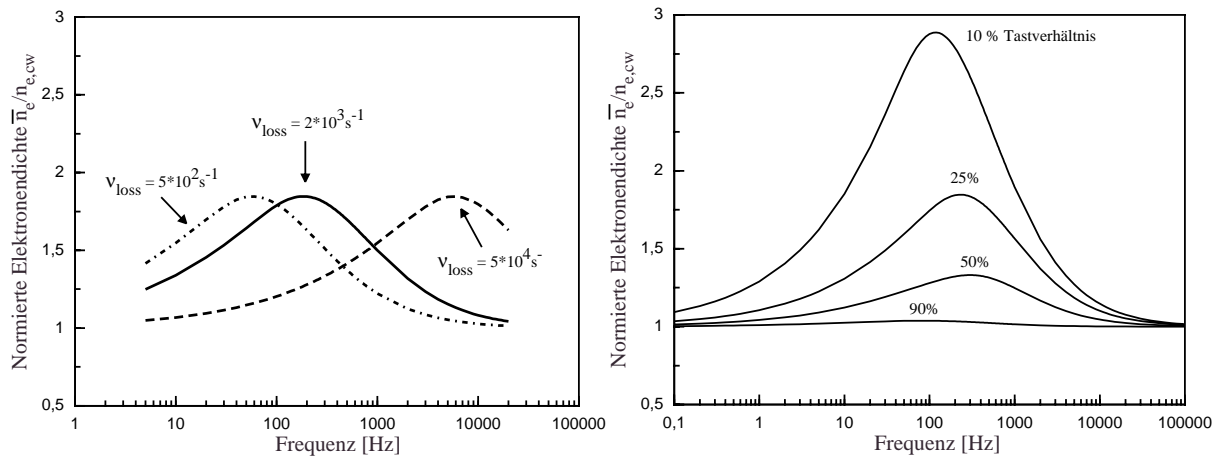 Normierte Elektronendichte n̅e/ne,cw
3
2,5
2
1,5
1
0,5
νloss = 5*10²s⁻¹
νloss = 2*10³s⁻¹
νloss = 5*10⁴s⁻
1 10 100 1000 10000 100000
Frequenz [Hz]
Normierte Elektronendichte n̅e/ne,cw
3
2,5
2
1,5
1
0,5
10 % Tastverhältnis
25%
50%
90%
0,1 1 10 100 1000 10000 100000
Frequenz [Hz]